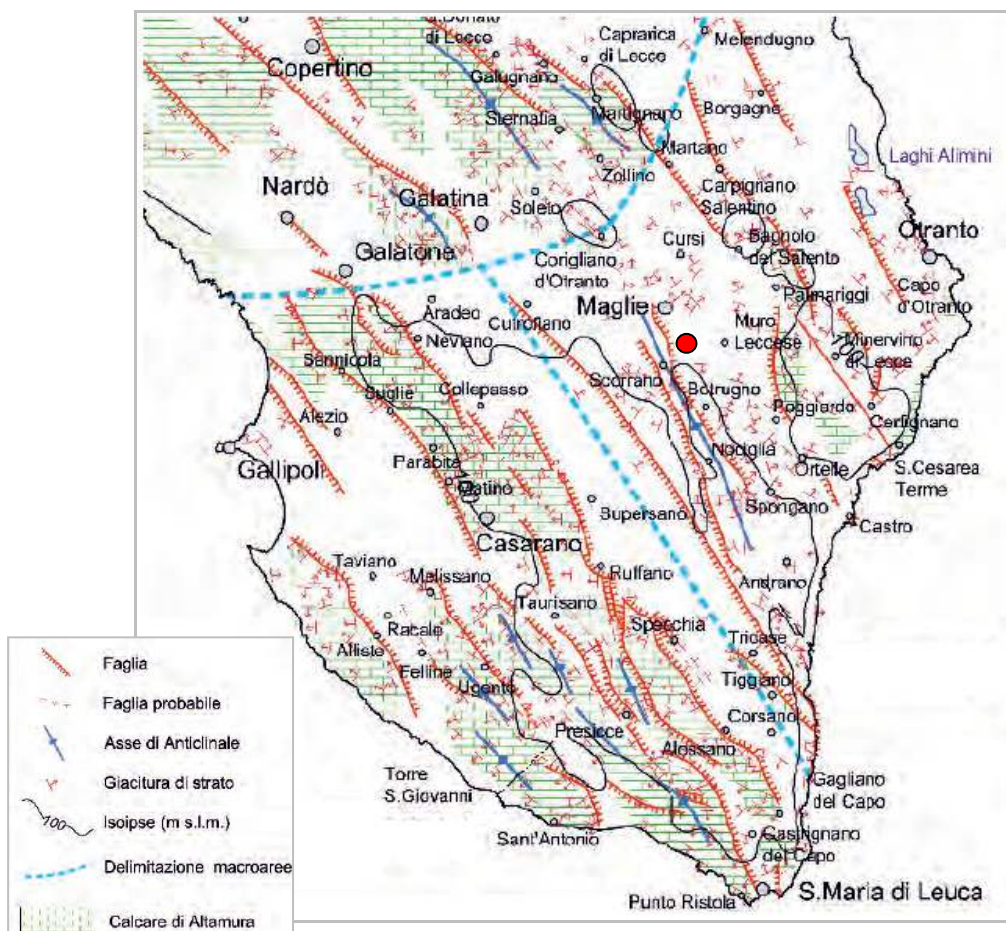 di Lecce
Copertino
Galugnano
Caprarica
di Lecce
Melendugno
Sternatia
Martignano
Borgagne
Martano
Laghi Alimini
Zollino
Nardò
Galatina
Soleto
Carpignano
Salentino
Otranto
Galatone
Corigliano
d'Otranto
Cursi
Bagnolo
del Salento
Capo
d'Otranto
Palmariggi
Aradeo
Cutrofiano
Maglie
Muro
Leccese
Minervino
di Lecce
Neviano
Sannicola
Scorrano
Botrugno
Collepasso
Alezio
Poggiardo
Gallipoli
Parabita
Nociglia
Ortelle
S.Cesarea
Terme
Matino
Spongano
Castro
Casarano
Supersano
Andrano
Taviano
Melissano
Ruffano
Taurisano
Specchia
Tricase
Racale
Alliste
Felline
Ugento
Tiggiano
Presicce
Corsano
Alessano
Torre
S.Giovanni
Gagliano
del Capo
Sant'Antonio
Castrignano
del Capo
Punto Ristola
S.Maria di Leuca
Faglia
Faglia probabile
Asse di Anticlinale
Giacitura di strato
100
Isoipse (m s.l.m.)
Delimitazione macroaree
Calcare di Altamura